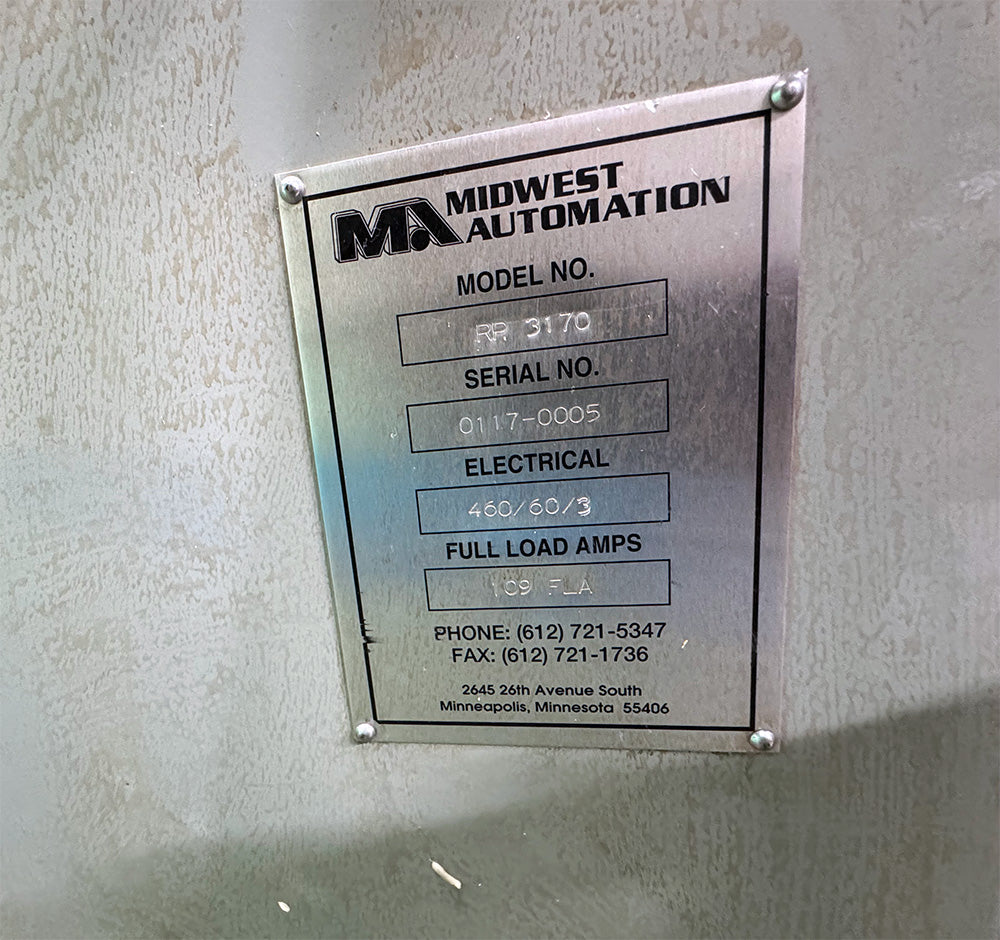 MA MIDWEST
AUTOMATION
MODEL NO.
RP 3170
SERIAL NO.
0117-0005
ELECTRICAL
460/60/3
FULL LOAD AMPS
109 FLA
PHONE: (612) 721-5347
FAX: (612) 721-1736
2645 26th Avenue South
Minneapolis, Minnesota 55406